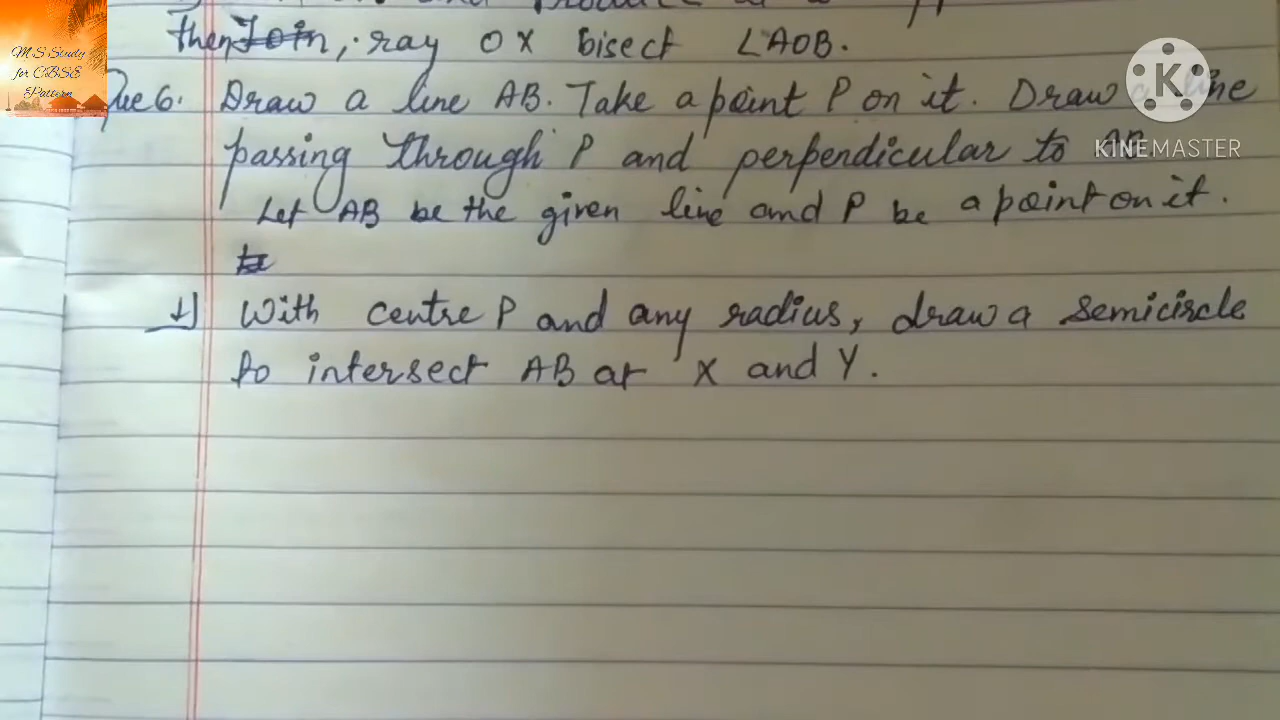 then Join, ray OX bisect ∠AOB.
Que 6. Draw a line AB. Take a point P on it. Draw a line
passing through P and perpendicular to AB
Let AB be the given line and P be a point on it.
1) With centre P and any radius, draw a semicircle
to intersect AB at X and Y.
M.S Study
for CBSE
Pattern
K
KINEMASTER